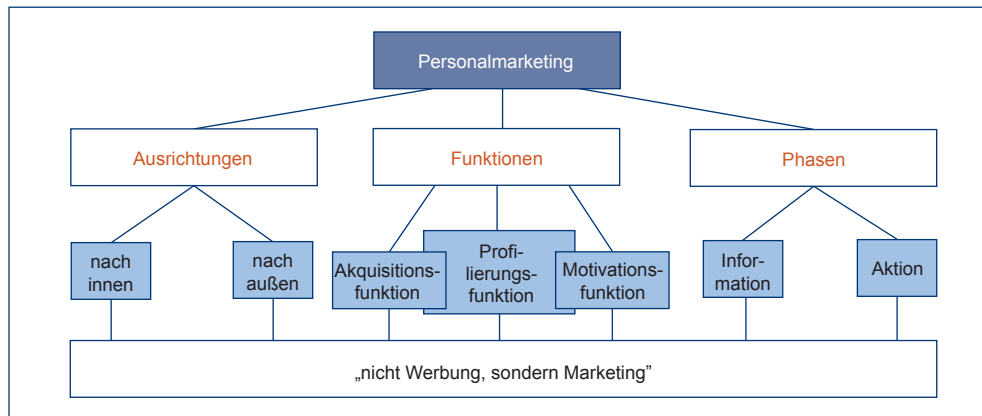 Personalmarketing
Ausrichtungen
Funktionen
Phasen
nach
innen
nach
außen
Akquisitions-
funktion
Profi-
lierungs-
funktion
Motivations-
funktion
Infor-
mation
Aktion
„nicht Werbung, sondern Marketing”